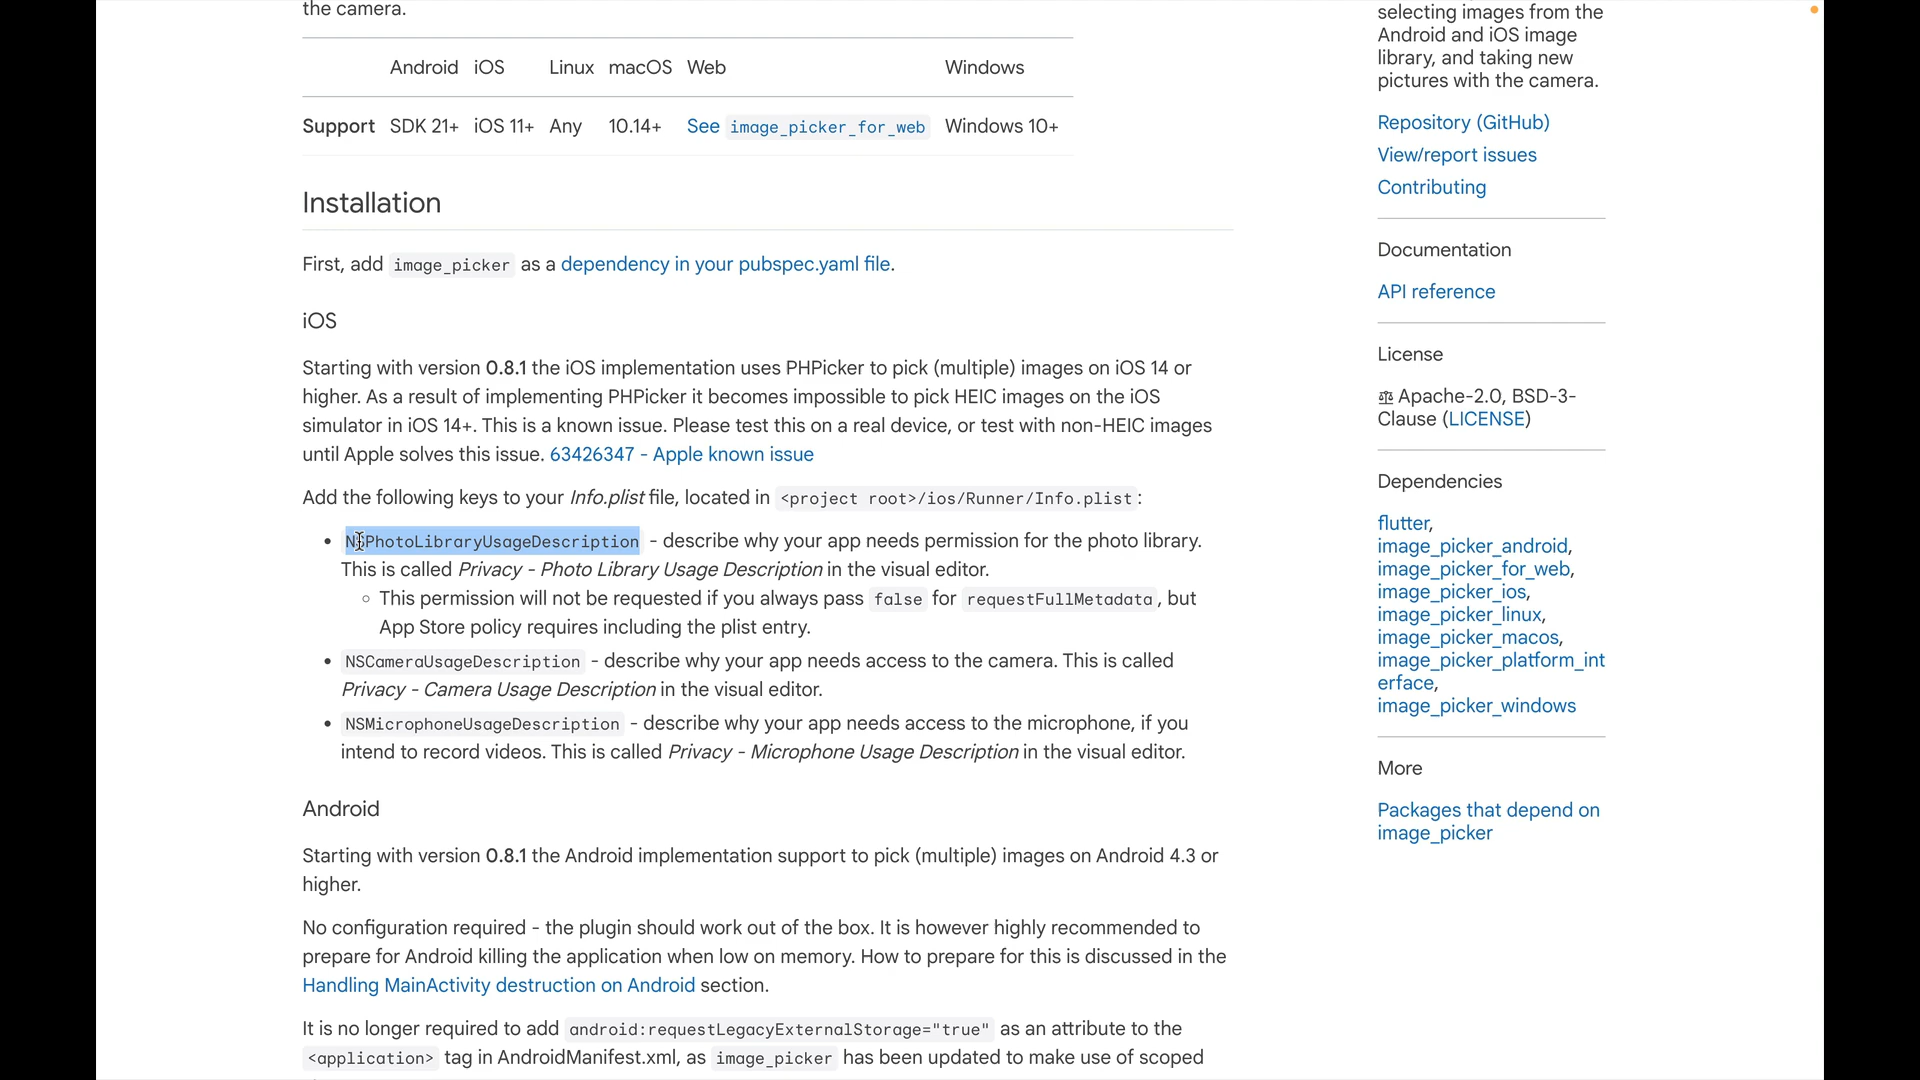 the camera.
Android iOS Linux macOS Web Windows
Support SDK 21+ iOS 11+ Any 10.14+ See image_picker_for_web Windows 10+
Installation
First, add image_picker as a dependency in your pubspec.yaml file.
iOS
Starting with version 0.8.1 the iOS implementation uses PHPicker to pick (multiple) images on iOS 14 or
higher. As a result of implementing PHPicker it becomes impossible to pick HEIC images on the iOS
simulator in iOS 14+. This is a known issue. Please test this on a real device, or test with non-HEIC images
until Apple solves this issue. 63426347 - Apple known issue
Add the following keys to your Info.plist file, located in <project root>/ios/Runner/Info.plist:
• NSPhotoLibraryUsageDescription - describe why your app needs permission for the photo library.
This is called Privacy - Photo Library Usage Description in the visual editor.
◦ This permission will not be requested if you always pass false for requestFullMetadata, but
App Store policy requires including the plist entry.
• NSCameraUsageDescription - describe why your app needs access to the camera. This is called
Privacy - Camera Usage Description in the visual editor.
• NSMicrophoneUsageDescription - describe why your app needs access to the microphone, if you
intend to record videos. This is called Privacy - Microphone Usage Description in the visual editor.
Android
Starting with version 0.8.1 the Android implementation support to pick (multiple) images on Android 4.3 or
higher.
No configuration required - the plugin should work out of the box. It is however highly recommended to
prepare for Android killing the application when low on memory. How to prepare for this is discussed in the
Handling MainActivity destruction on Android section.
It is no longer required to add android:requestLegacyExternalStorage="true" as an attribute to the
<application> tag in AndroidManifest.xml, as image_picker has been updated to make use of scoped
selecting images from the
Android and iOS image
library, and taking new
pictures with the camera.
Repository (GitHub)
View/report issues
Contributing
Documentation
API reference
License
Apache-2.0, BSD-3-
Clause (LICENSE)
Dependencies
flutter,
image_picker_android,
image_picker_for_web,
image_picker_ios,
image_picker_linux,
image_picker_macos,
image_picker_platform_int
erface,
image_picker_windows
More
Packages that depend on
image_picker